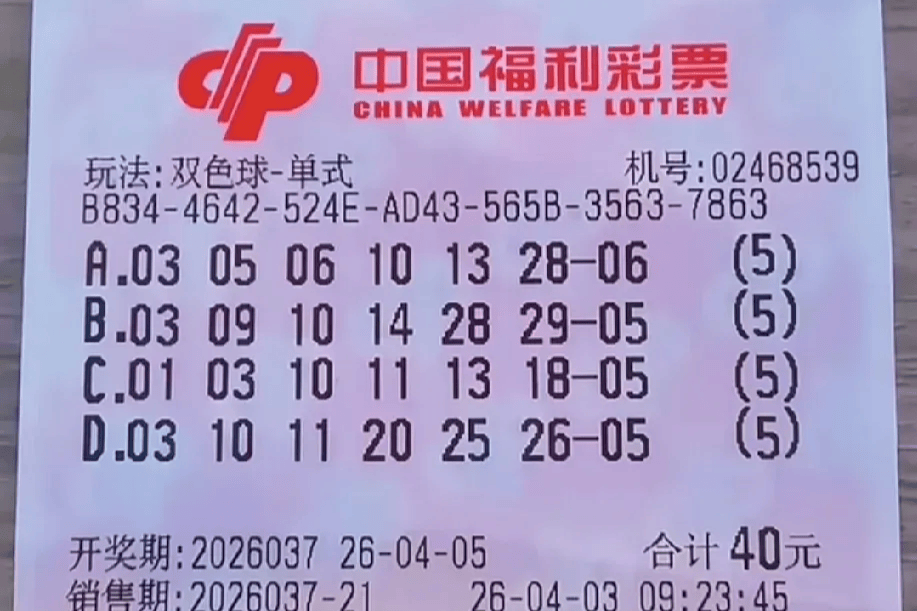 中国福利彩票
CHINA WELFARE LOTTERY
玩法:双色球-单式 机号:02468539
B834-4642-524E-AD43-565B-3563-7863
A.03 05 06 10 13 28-06 (5)
B.03 09 10 14 28 29-05 (5)
C.01 03 10 11 13 18-05 (5)
D.03 10 11 20 25 26-05 (5)
开奖期:2026037 26-04-05 合计 40元
销售期:2026037-21 26-04-03 09:23:45